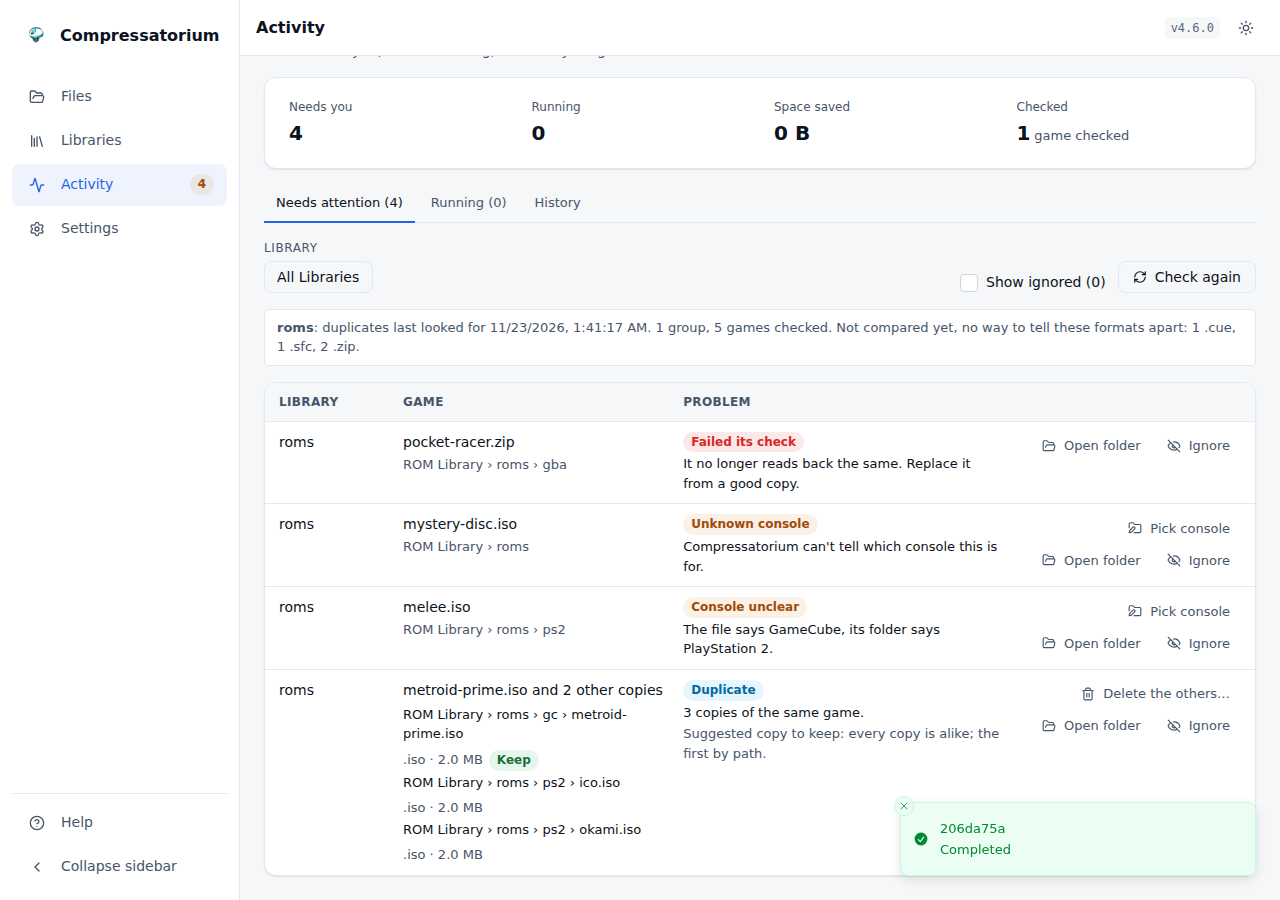 Compressatorium
Activity
v4.6.0
Files
Libraries
Activity
4
Settings
Help
Collapse sidebar
Needs you
4
Running
0
Space saved
0 B
Checked
1 game checked
Needs attention (4)
Running (0)
History
LIBRARY
All Libraries
Show ignored (0)
Check again
roms: duplicates last looked for 11/23/2026, 1:41:17 AM. 1 group, 5 games checked. Not compared yet, no way to tell these formats apart: 1 .cue,
1 .sfc, 2 .zip.
LIBRARY
GAME
PROBLEM
roms
pocket-racer.zip
ROM Library › roms › gba
Failed its check
It no longer reads back the same. Replace it
from a good copy.
Open folder
Ignore
roms
mystery-disc.iso
ROM Library › roms
Unknown console
Compressatorium can't tell which console this is
for.
Pick console
Open folder
Ignore
roms
melee.iso
ROM Library › roms › ps2
Console unclear
The file says GameCube, its folder says
PlayStation 2.
Pick console
Open folder
Ignore
roms
metroid-prime.iso and 2 other copies
ROM Library › roms › gc › metroid-
prime.iso
.iso · 2.0 MB Keep
ROM Library › roms › ps2 › ico.iso
.iso · 2.0 MB
ROM Library › roms › ps2 › okami.iso
.iso · 2.0 MB
Duplicate
3 copies of the same game.
Suggested copy to keep: every copy is alike; the
first by path.
Delete the others...
Open folder
Ignore
206da75a
Completed